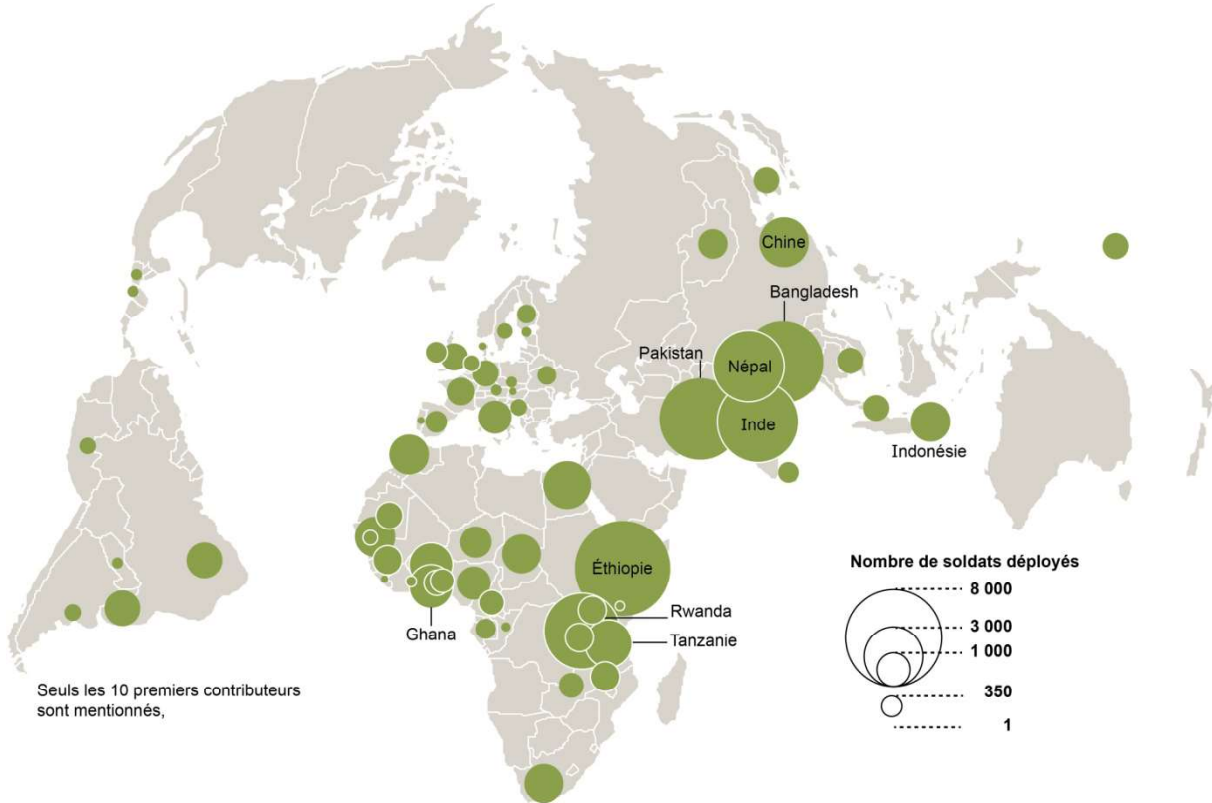 Chine
Bangladesh
Pakistan
Népal
Inde
Indonésie
Éthiopie
Rwanda
Ghana
Tanzanie
Nombre de soldats déployés
8 000
3 000
1 000
350
1
Seuls les 10 premiers contributeurs
sont mentionnés,